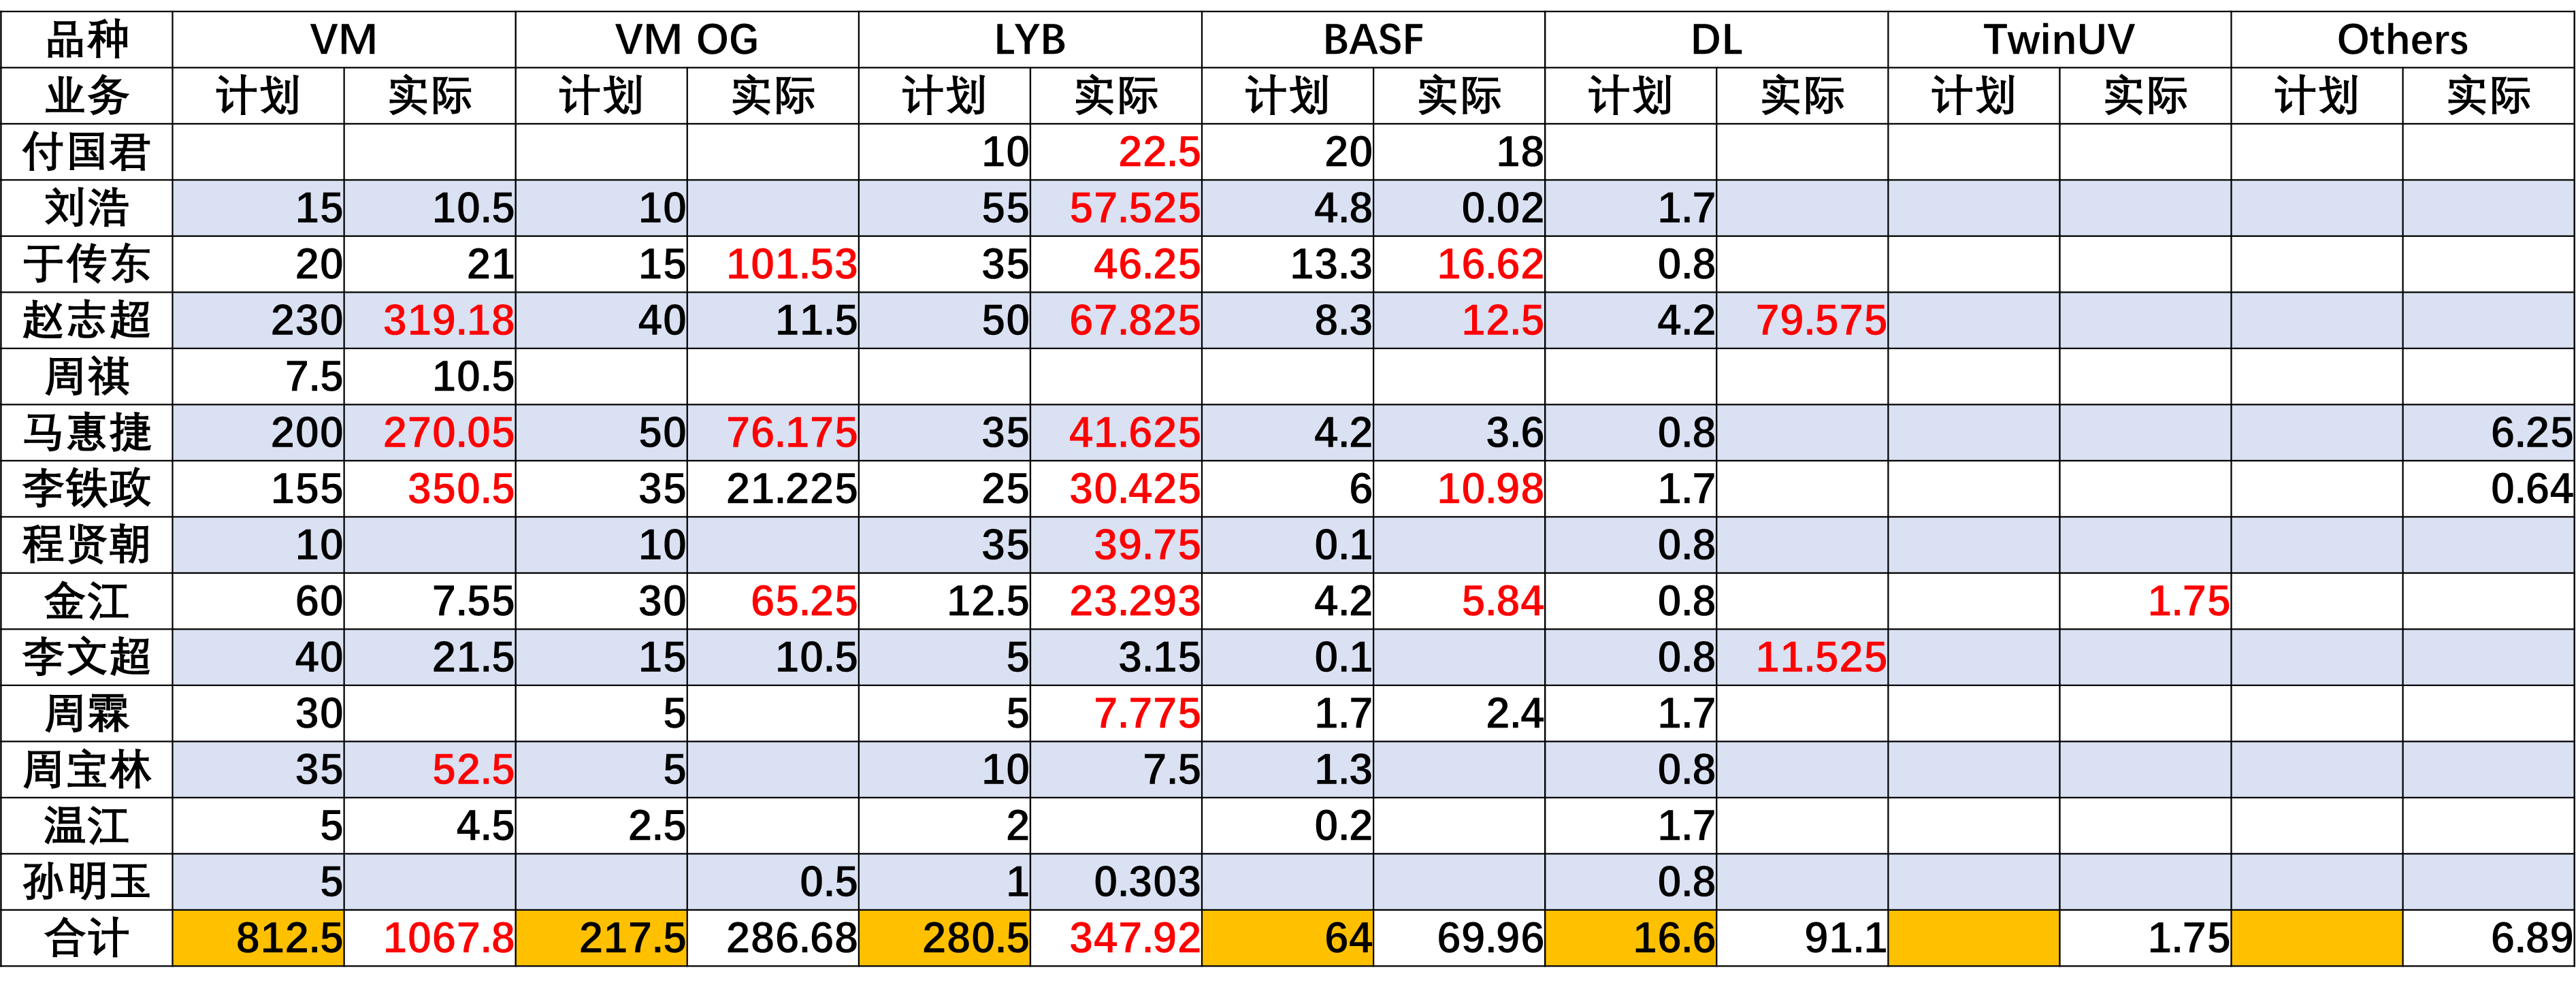 品种 VM VM OG LYB BASF DL TwinUV Others
业务 计划 实际 计划 实际 计划 实际 计划 实际 计划 实际 计划 实际 计划 实际
付国君 10 22.5 20 18
刘浩 15 10.5 10 55 57.525 4.8 0.02 1.7
于传东 20 21 15 101.53 35 46.25 13.3 16.62 0.8
赵志超 230 319.18 40 11.5 50 67.825 8.3 12.5 4.2 79.575
周祺 7.5 10.5
马惠捷 200 270.05 50 76.175 35 41.625 4.2 3.6 0.8 6.25
李铁政 155 350.5 35 21.225 25 30.425 6 10.98 1.7 0.64
程贤朝 10 10 35 39.75 0.1 0.8
金江 60 7.55 30 65.25 12.5 23.293 4.2 5.84 0.8 1.75
李文超 40 21.5 15 10.5 5 3.15 0.1 0.8 11.525
周霖 30 5 5 7.775 1.7 2.4 1.7
周宝林 35 52.5 5 10 7.5 1.3 0.8
温江 5 4.5 2.5 2 0.2 1.7
孙明玉 5 0.5 1 0.303 0.8
合计 812.5 1067.8 217.5 286.68 280.5 347.92 64 69.96 16.6 91.1 1.75 6.89